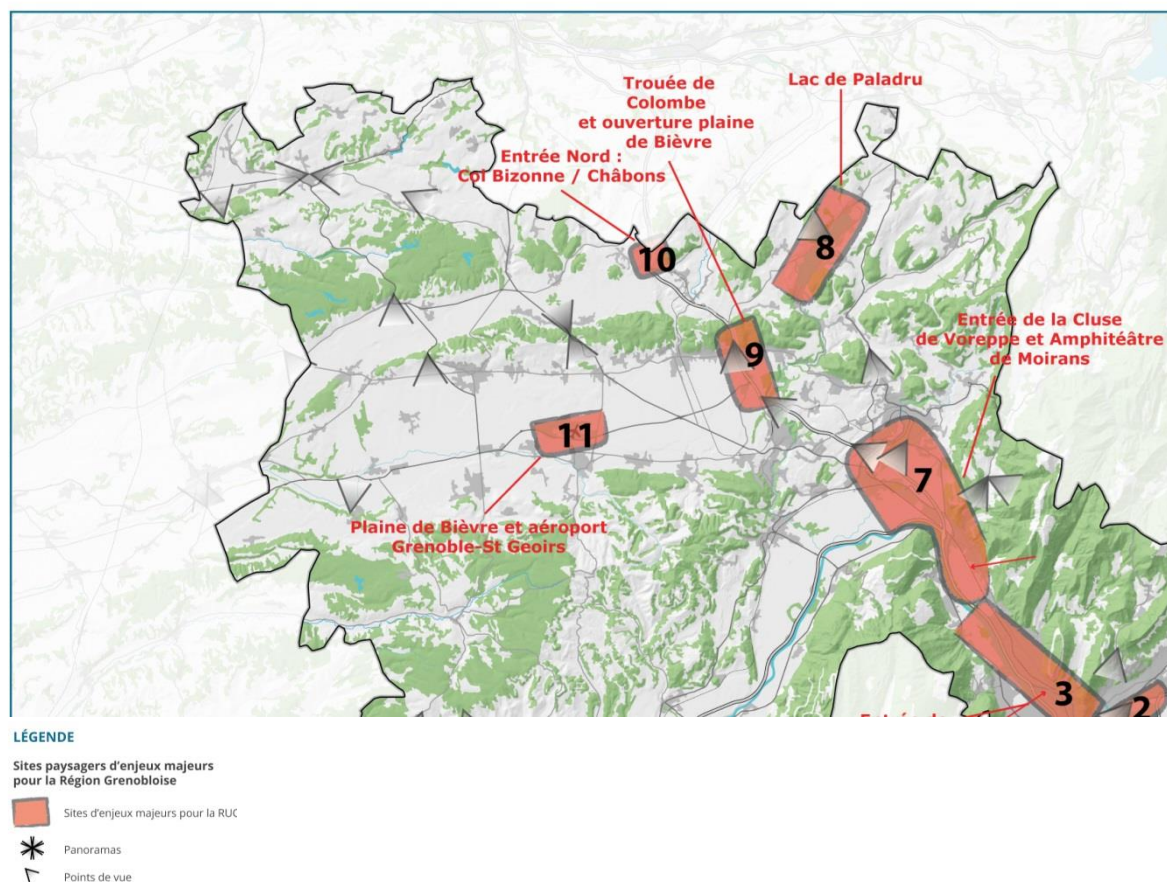 Trouée de
Colombe
et ouverture plaine
de Bièvre
Lac de Paladru
Entrée Nord :
Col Bizonne / Châbons
10
8
9
Entrée de la Cluse
de Voreppe et Amphitéâtre
de Moirans
11
7
Plaine de Bièvre et aéroport
Grenoble-St Geoirs
3
2
LÉGENDE
Sites paysagers d'enjeux majeurs
pour la Région Grenobloise
Sites d'enjeux majeurs pour la RUG
Panoramas
Points de vue